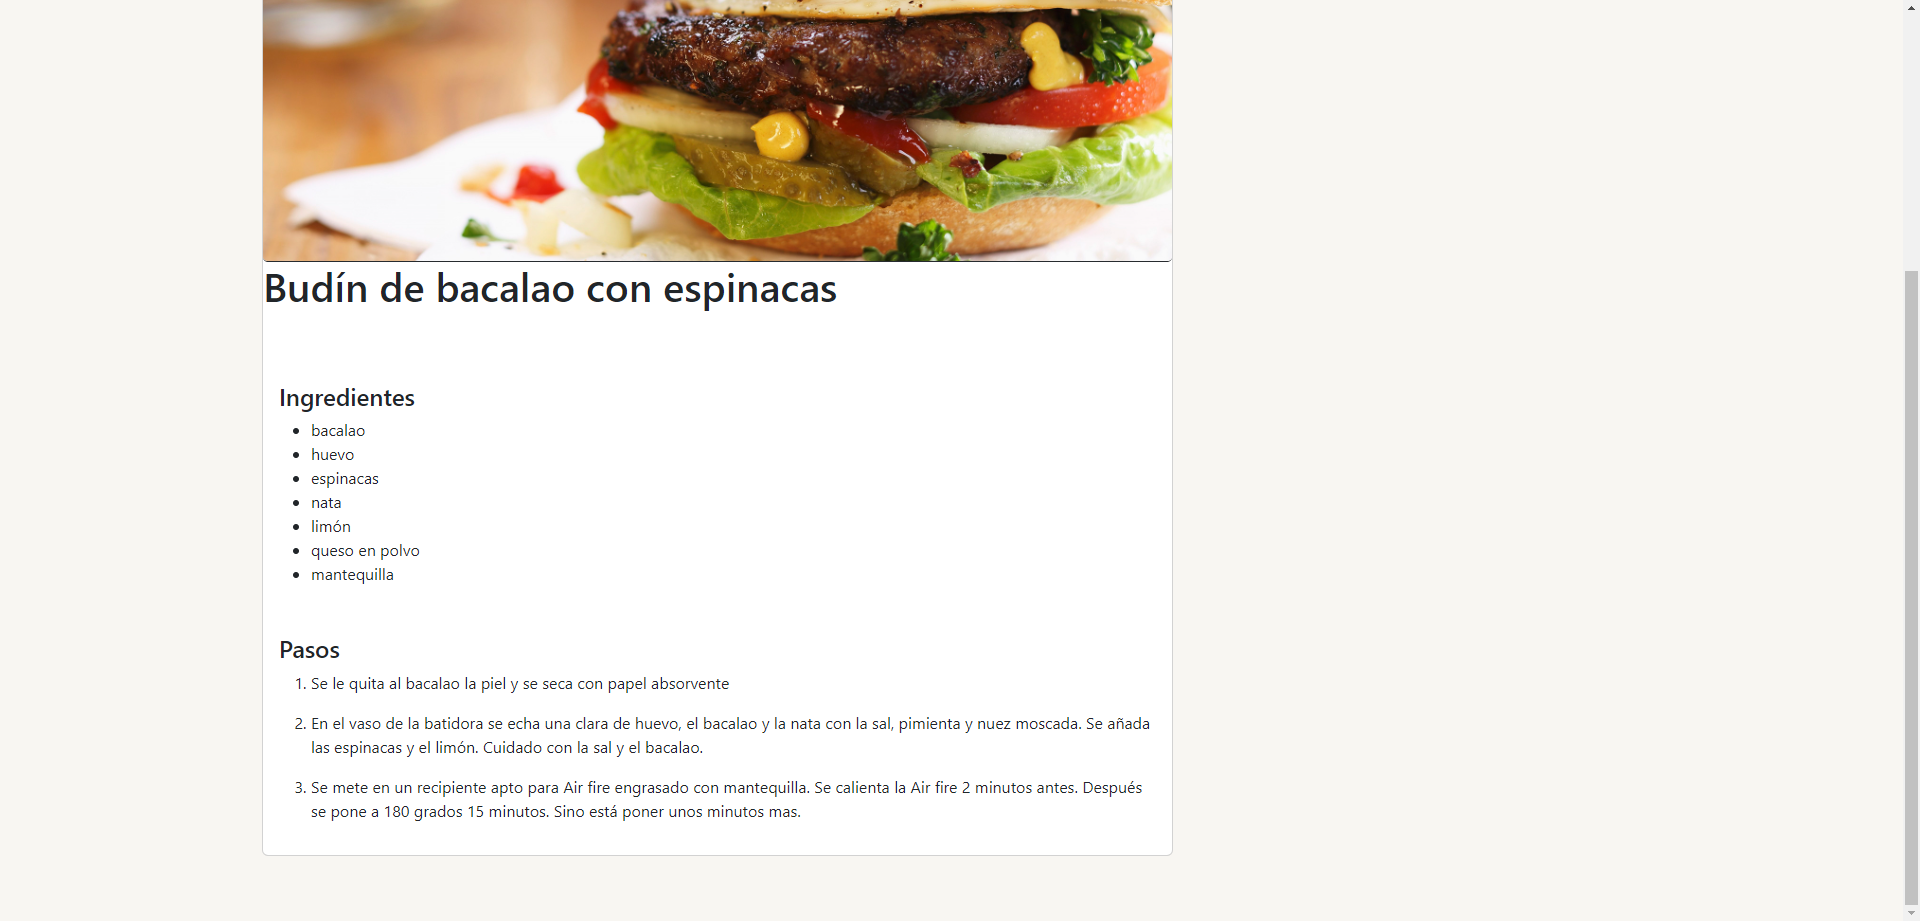 Budín de bacalao con espinacas
Ingredientes
bacalao
huevo
espinacas
nata
limón
queso en polvo
mantequilla
Pasos
1. Se le quita al bacalao la piel y se seca con papel absorvente
2. En el vaso de la batidora se echa una clara de huevo, el bacalao y la nata con la sal, pimienta y nuez moscada. Se añada
las espinacas y el limón. Cuidado con la sal y el bacalao.
3. Se mete en un recipiente apto para Air fire engrasado con mantequilla. Se calienta la Air fire 2 minutos antes. Después
se pone a 180 grados 15 minutos. Sino está poner unos minutos mas.